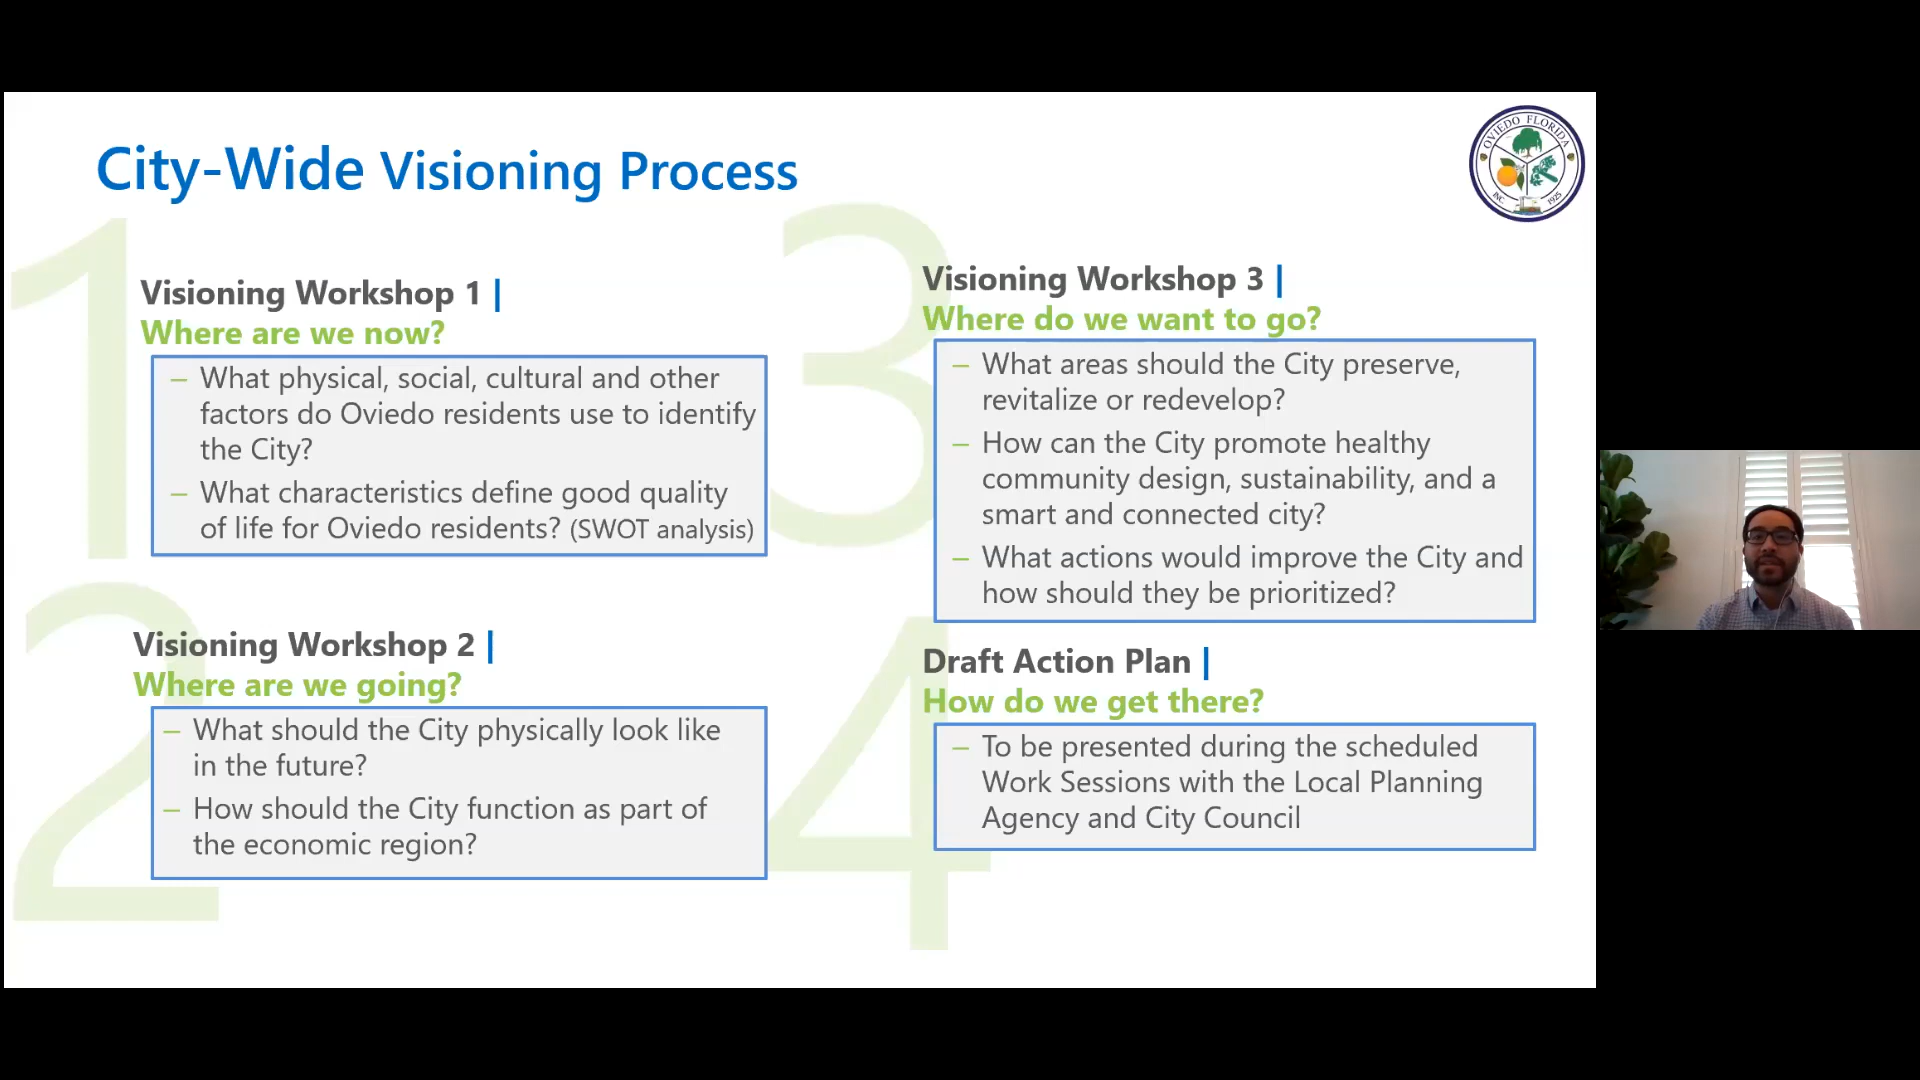 City-Wide Visioning Process
OVIEDO FLORIDA
INC. 1925
1
Visioning Workshop 1 |
Where are we now?
– What physical, social, cultural and other
factors do Oviedo residents use to identify
the City?
– What characteristics define good quality
of life for Oviedo residents? (SWOT analysis)
2
Visioning Workshop 2 |
Where are we going?
– What should the City physically look like
in the future?
– How should the City function as part of
the economic region?
3
Visioning Workshop 3 |
Where do we want to go?
– What areas should the City preserve,
revitalize or redevelop?
– How can the City promote healthy
community design, sustainability, and a
smart and connected city?
– What actions would improve the City and
how should they be prioritized?
4
Draft Action Plan |
How do we get there?
– To be presented during the scheduled
Work Sessions with the Local Planning
Agency and City Council